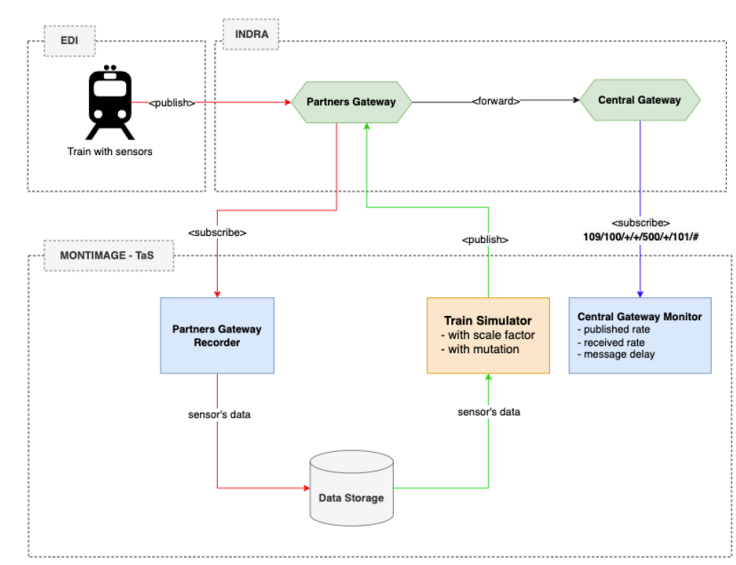 EDI
INDRA
<publish>
Partners Gateway
<forward>
Central Gateway
Train with sensors
<subscribe>
<publish>
<subscribe>
109/100/+/+/500/+/101/#
MONTIMAGE - TaS
Partners Gateway
Recorder
Train Simulator
- with scale factor
- with mutation
Central Gateway Monitor
- published rate
- received rate
- message delay
sensor's data
sensor's data
Data Storage